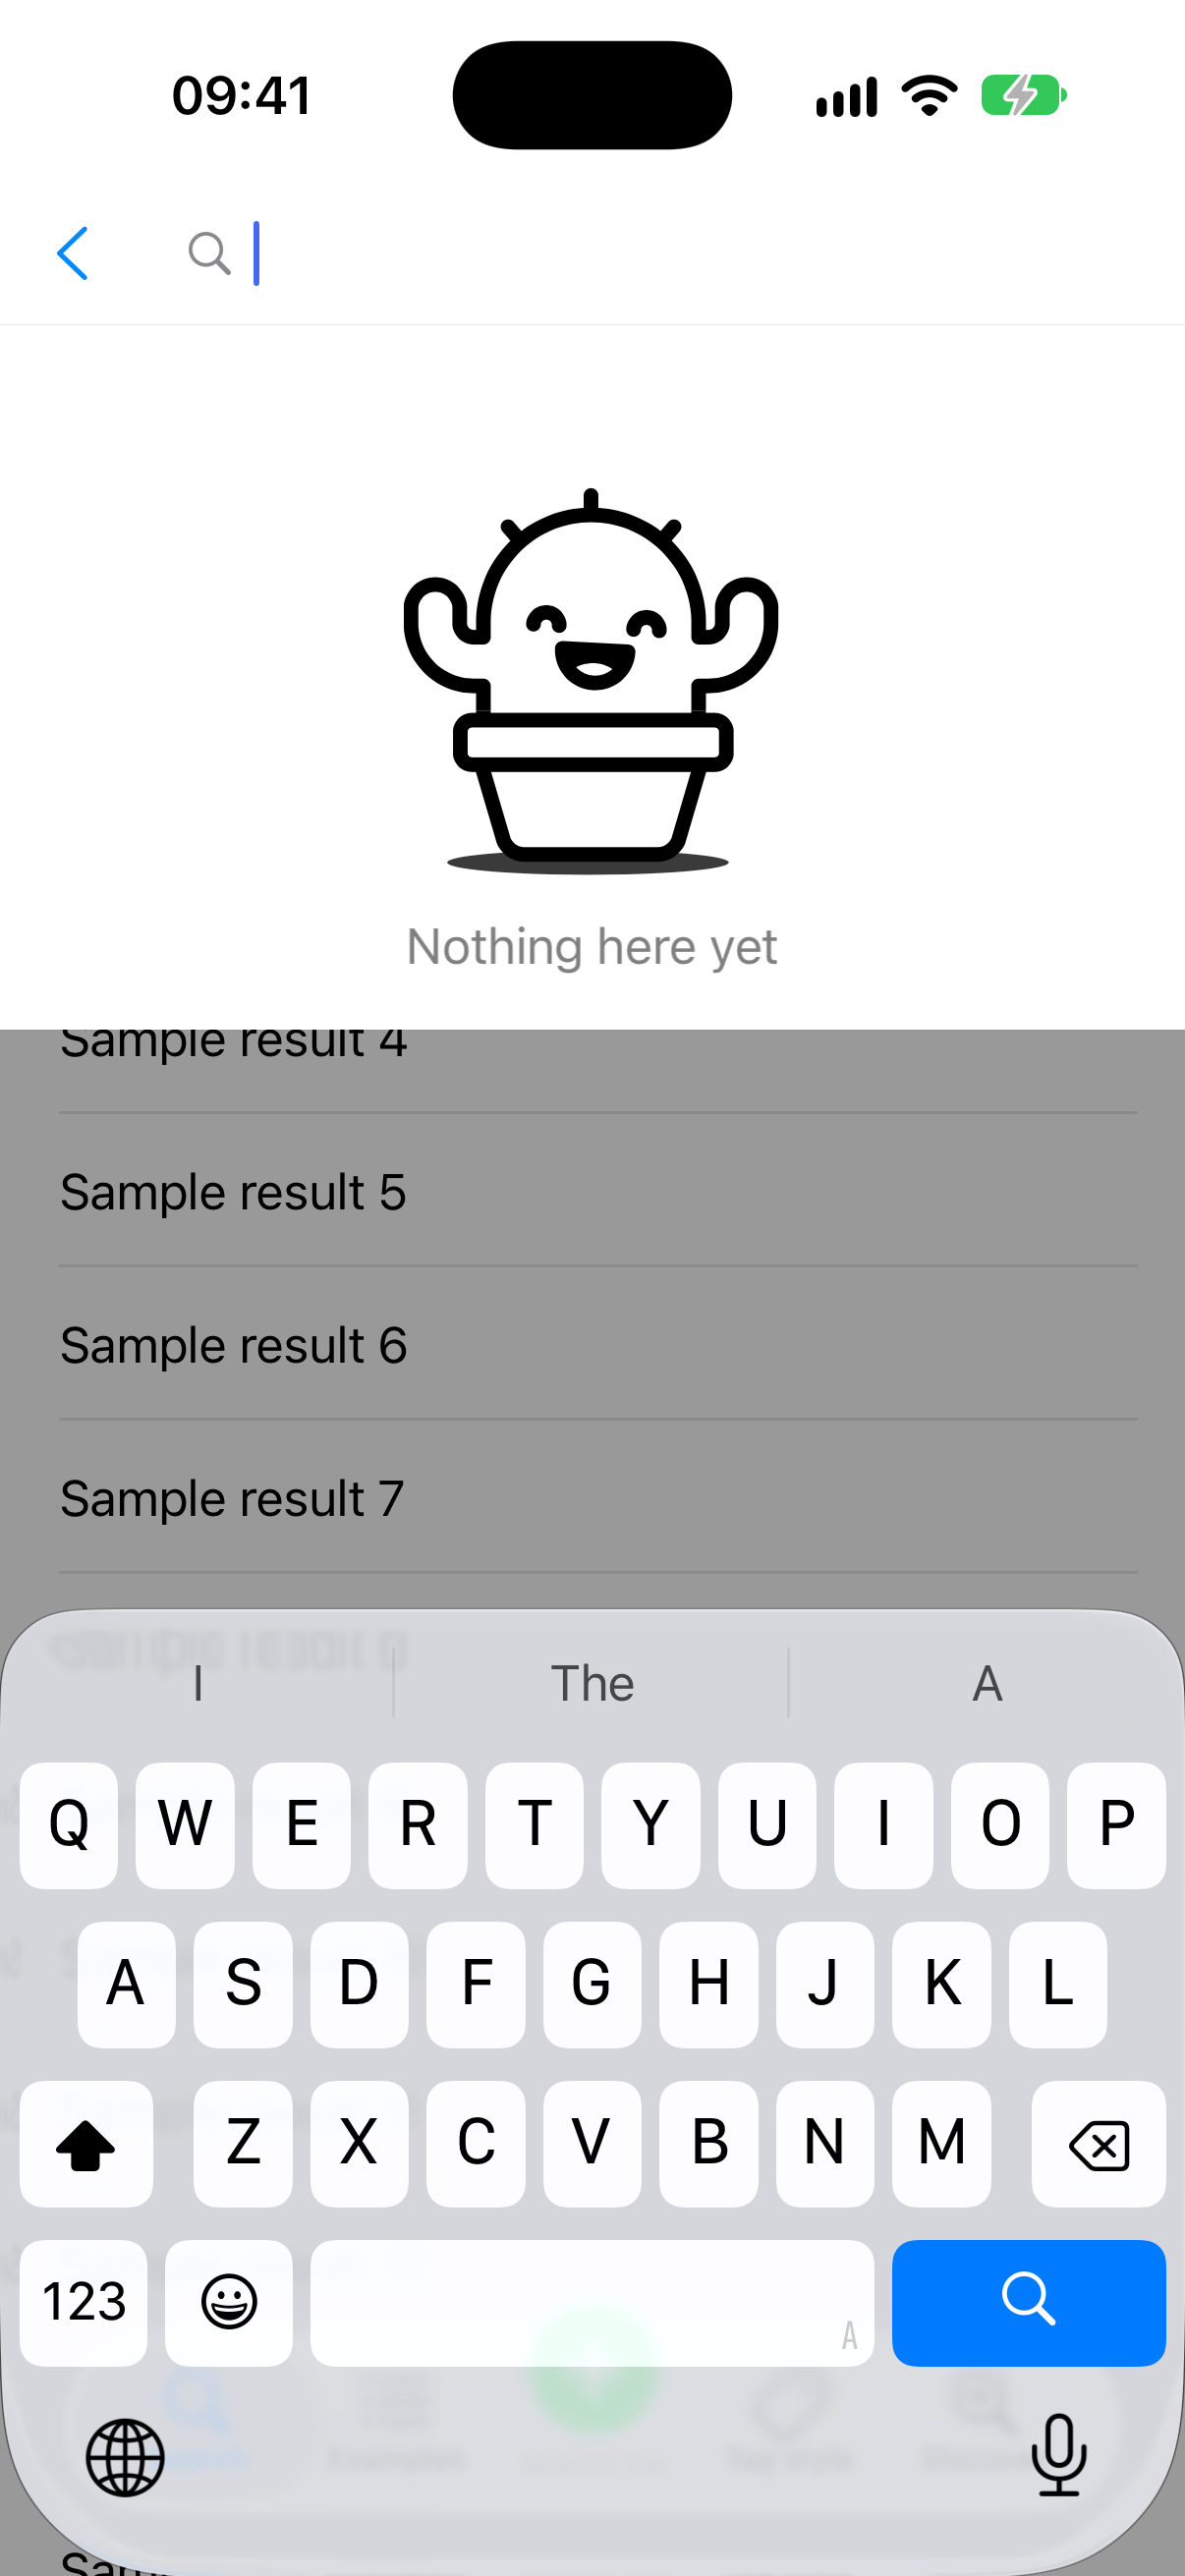 09:41
Nothing here yet
Sample result 4
Sample result 5
Sample result 6
Sample result 7
I The A
Q W E R T Y U I O P
A S D F G H J K L
Z X C V B N M
123
A